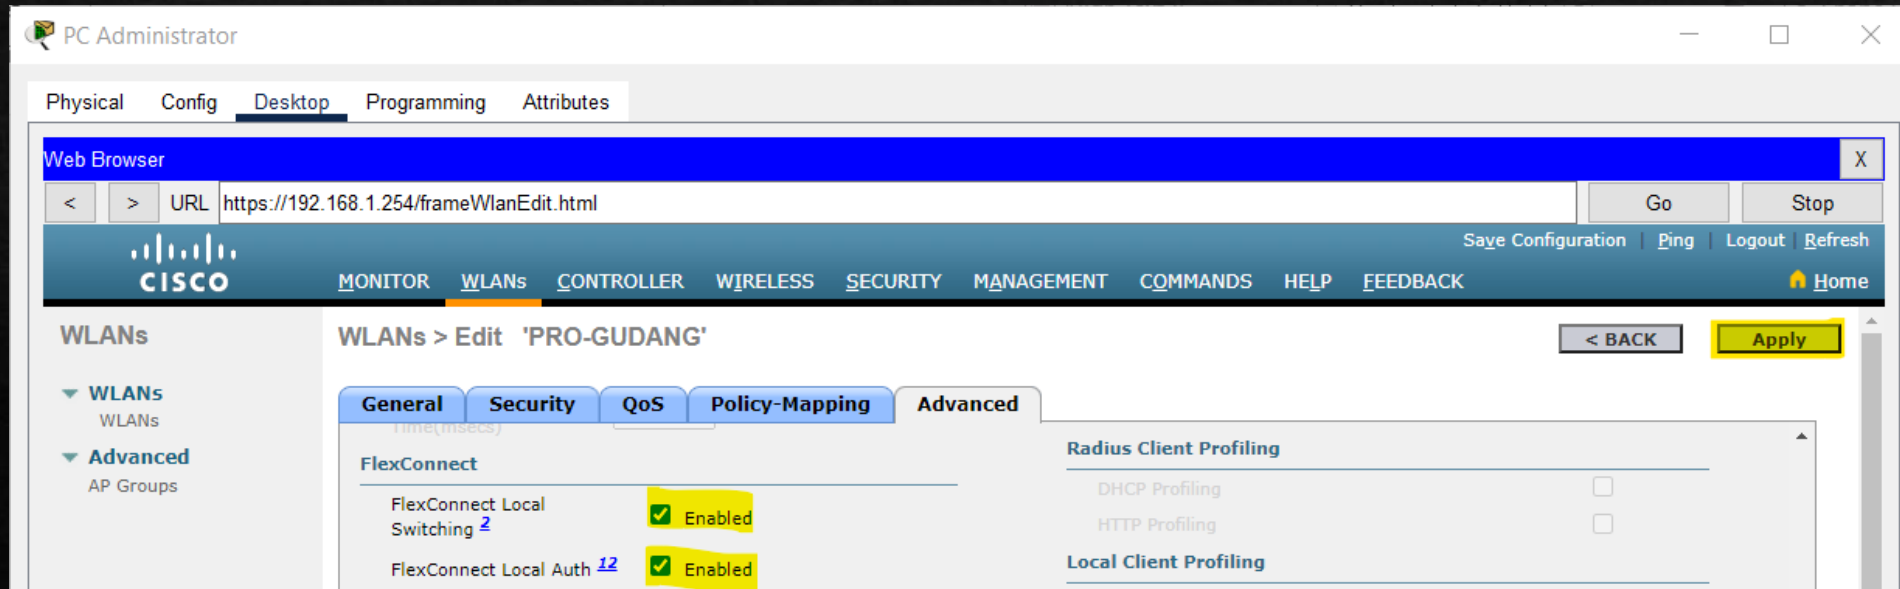 PC Administrator
Physical Config Desktop Programming Attributes
Web Browser X
< > URL https://192.168.1.254/frameWlanEdit.html Go Stop
Save Configuration | Ping | Logout | Refresh
CISCO
MONITOR WLANs CONTROLLER WIRELESS SECURITY MANAGEMENT COMMANDS HELP FEEDBACK Home
WLANs
WLANs > Edit 'PRO-GUDANG'
< BACK Apply
WLANs
WLANs
Advanced
AP Groups
General Security QoS Policy-Mapping Advanced
Time(msecs)
FlexConnect
FlexConnect Local
Switching 2 Enabled
FlexConnect Local Auth 12 Enabled
Radius Client Profiling
DHCP Profiling
HTTP Profiling
Local Client Profiling